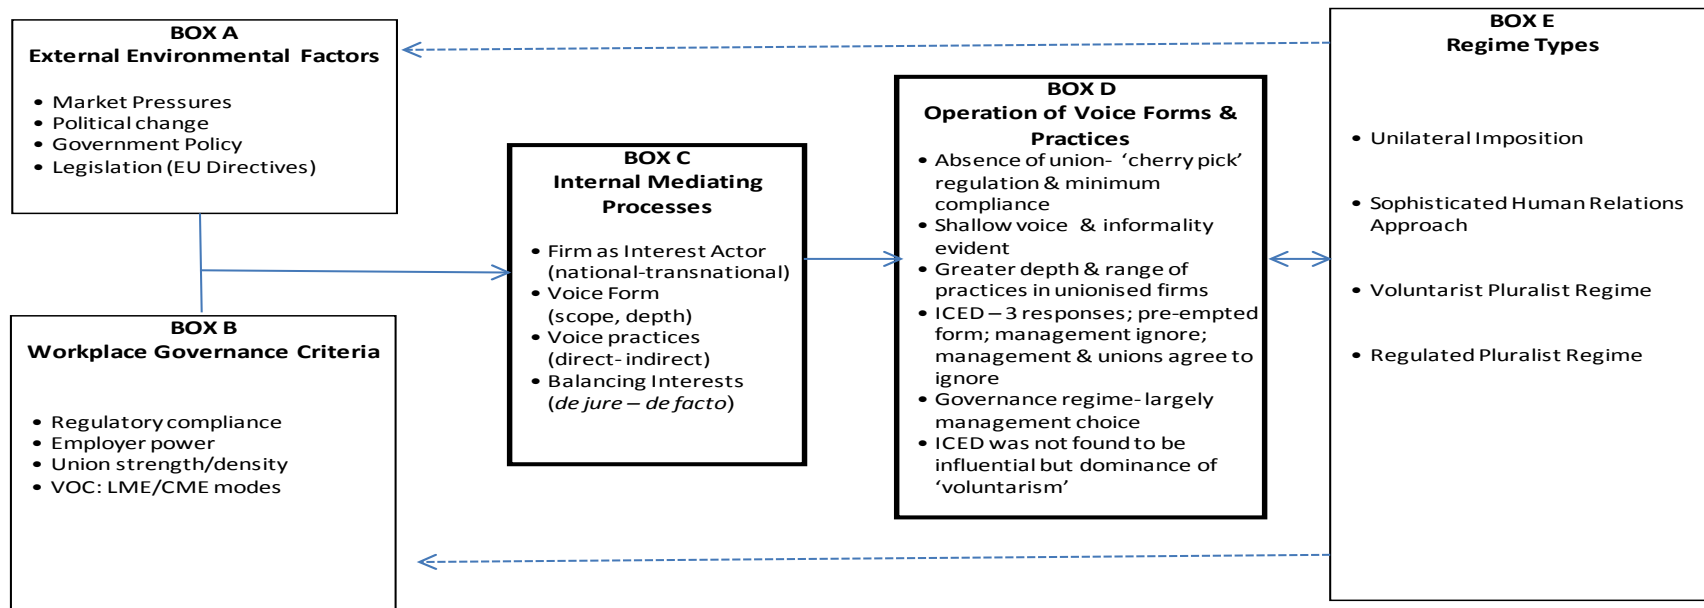 BOX A
External Environmental Factors
• Market Pressures
• Political change
• Government Policy
• Legislation (EU Directives)
BOX B
Workplace Governance Criteria
• Regulatory compliance
• Employer power
• Union strength/density
• VOC: LME/CME modes
BOX C
Internal Mediating
Processes
• Firm as Interest Actor
(national-transnational)
• Voice Form
(scope, depth)
• Voice practices
(direct- indirect)
• Balancing Interests
(de jure – de facto)
BOX D
Operation of Voice Forms &
Practices
• Absence of union- ‘cherry pick’
regulation & minimum
compliance
• Shallow voice & informality
evident
• Greater depth & range of
practices in unionised firms
• ICED – 3 responses; pre-empted
form; management ignore;
management & unions agree to
ignore
• Governance regime- largely
management choice
• ICED was not found to be
influential but dominance of
‘voluntarism’
BOX E
Regime Types
• Unilateral Imposition
• Sophisticated Human Relations
Approach
• Voluntarist Pluralist Regime
• Regulated Pluralist Regime